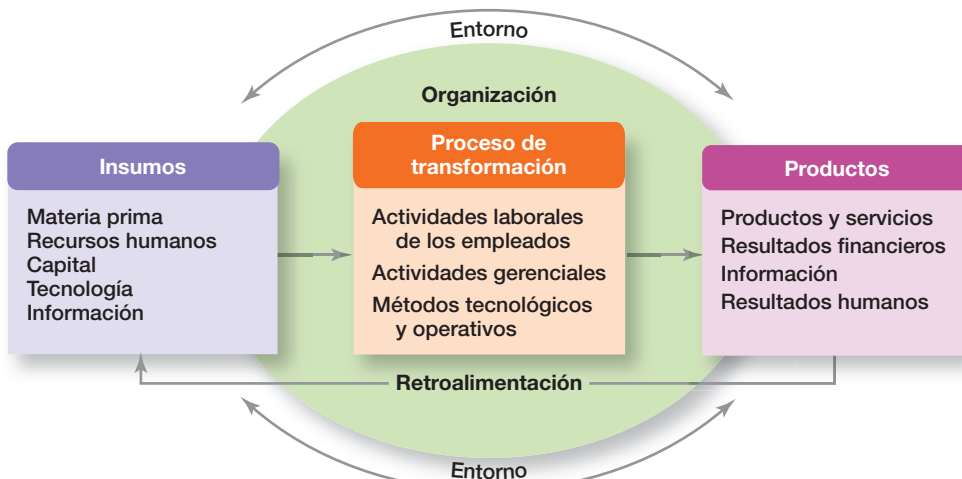 Entorno
Organización
Insumos
Materia prima
Recursos humanos
Capital
Tecnología
Información
Proceso de
transformación
Actividades laborales
de los empleados
Actividades gerenciales
Métodos tecnológicos
y operativos
Productos
Productos y servicios
Resultados financieros
Información
Resultados humanos
Retroalimentación
Entorno